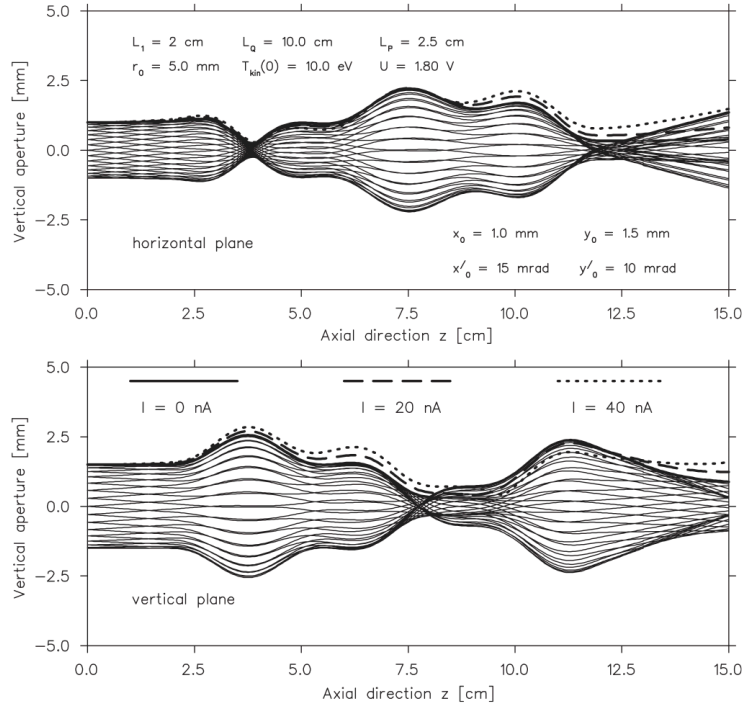 5.0
L₁ = 2 cm L_Q = 10.0 cm L_P = 2.5 cm
r₀ = 5.0 mm T_kin(0) = 10.0 eV U = 1.80 V
2.5
Vertical aperture [mm]
0.0
-2.5
x₀ = 1.0 mm y₀ = 1.5 mm
horizontal plane
x′₀ = 15 mrad y′₀ = 10 mrad
-5.0
0.0 2.5 5.0 7.5 10.0 12.5 15.0
Axial direction z [cm]
5.0
I = 0 nA I = 20 nA I = 40 nA
2.5
Vertical aperture [mm]
0.0
-2.5
vertical plane
-5.0
0.0 2.5 5.0 7.5 10.0 12.5 15.0
Axial direction z [cm]